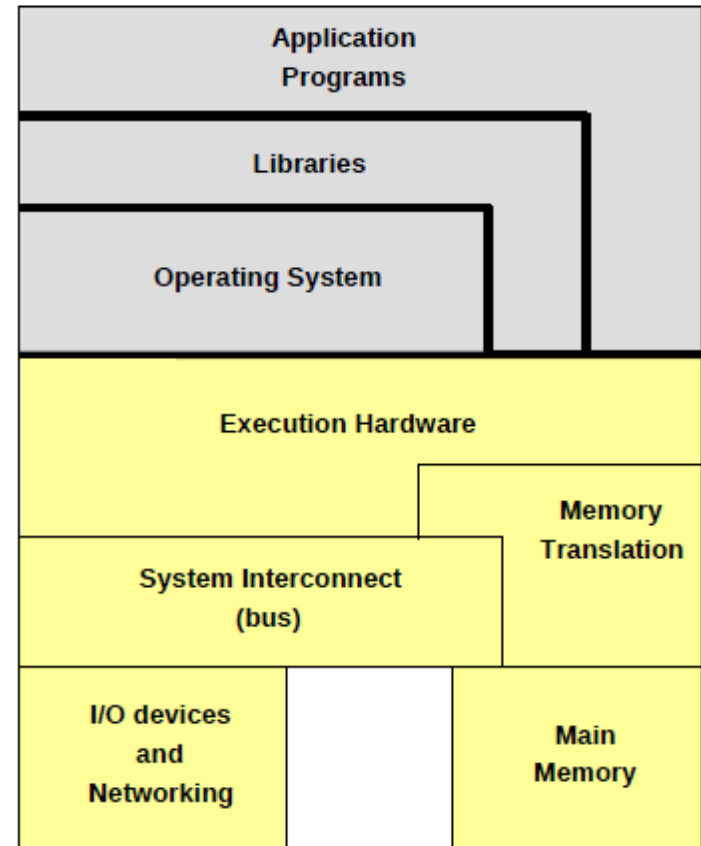 Application
Programs
Libraries
Operating System
Execution Hardware
Memory
Translation
System Interconnect
(bus)
I/O devices
and
Networking
Main
Memory